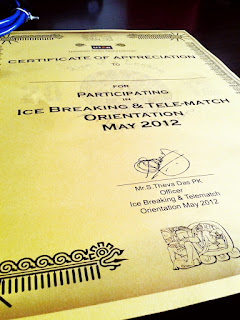 CERTIFICATE OF APPRECIATION
TO
FOR
PARTICIPATING
IN
ICE BREAKING & TELE-MATCH
ORIENTATION
MAY 2012
Mr.S.Theva Das PK
Officer
Ice Breaking & Telematch
Orientation May 2012